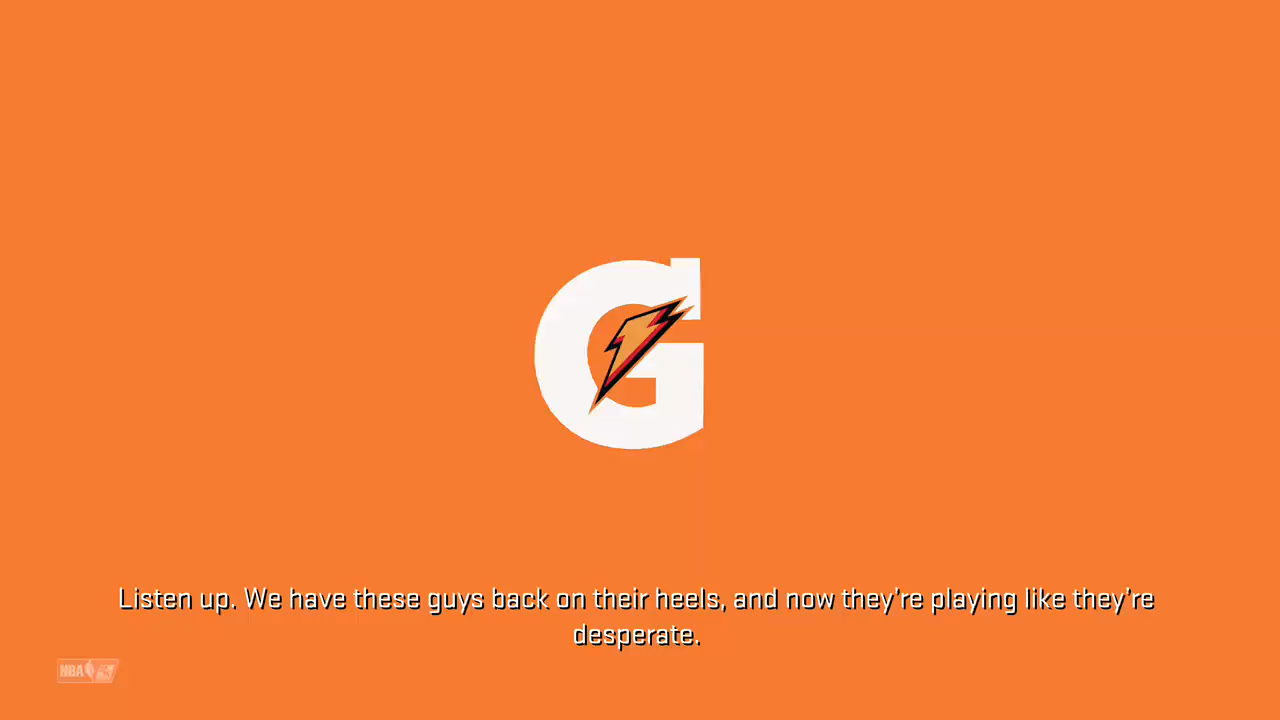 G
Listen up. We have these guys back on their heels, and now they're playing like they're
desperate.
NBA 2K